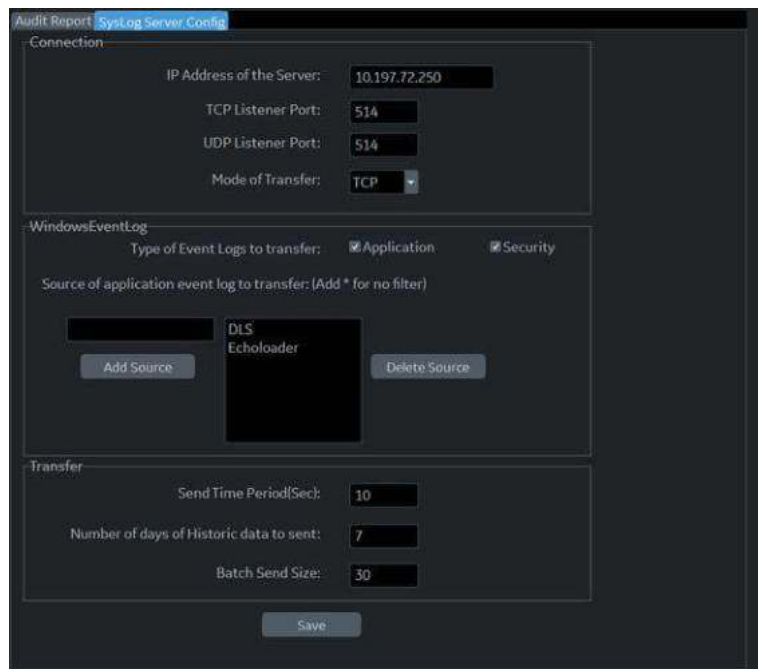 Audit Report SysLog Server Config
Connection
IP Address of the Server: 10.197.72.250
TCP Listener Port: 514
UDP Listener Port: 514
Mode of Transfer: TCP
WindowsEventLog
Type of Event Logs to transfer: Application Security
Source of application event log to transfer: (Add * for no filter)
DLS
Echoloader
Add Source Delete Source
Transfer
Send Time Period(Sec): 10
Number of days of Historic data to sent: 7
Batch Send Size: 30
Save